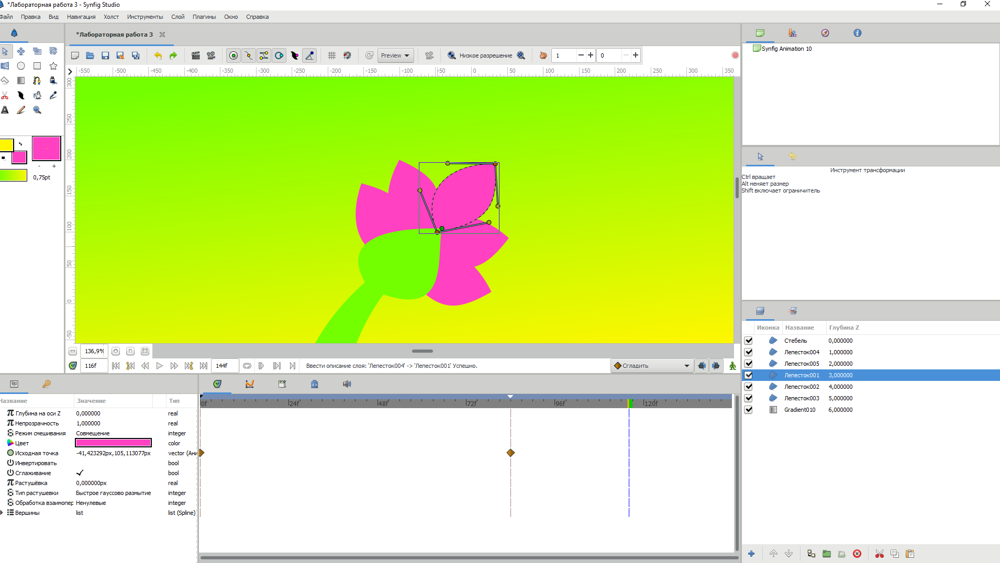 *Лабораторная работа 3 - Synfig Studio
Файл Правка Вид Навигация Холст Инструменты Слой Плагины Окно Справка
*Лабораторная работа 3
Preview
Низкое разрешение
1
0
-550 -500 -450 -400 -350 -300 -250 -200 -150 -100 -50 0 50 100 150 200 250 300 350
300
250
200
150
100
50
0
-50
0,75pt
Synfig Animation 10
Инструмент трансформации
Ctrl вращает
Alt меняет размер
Shift включает ограничитель
136,9%
116f
144f
Ввести описание слоя: 'Лепесток004' -> 'Лепесток001' Успешно.
Сгладить
Иконка Название Глубина Z
Стебель 0,000000
Лепесток004 1,000000
Лепесток005 2,000000
Лепесток001 3,000000
Лепесток002 4,000000
Лепесток003 5,000000
Gradient010 6,000000
Название Значение Тип
0f 24f 48f 72f 96f 120f
Глубина на оси Z 0,000000 real
Непрозрачность 1,000000 real
Режим смешивания Совмещение integer
Цвет color
Исходная точка -41,423292px,105,113077px vector (Ани
Инвертировать bool
Сглаживание bool
Растушёвка 0,000000px real
Тип растушевки Быстрое гауссово размытие integer
Обработка взаимопер Ненулевые integer
Вершины list list (Spline)